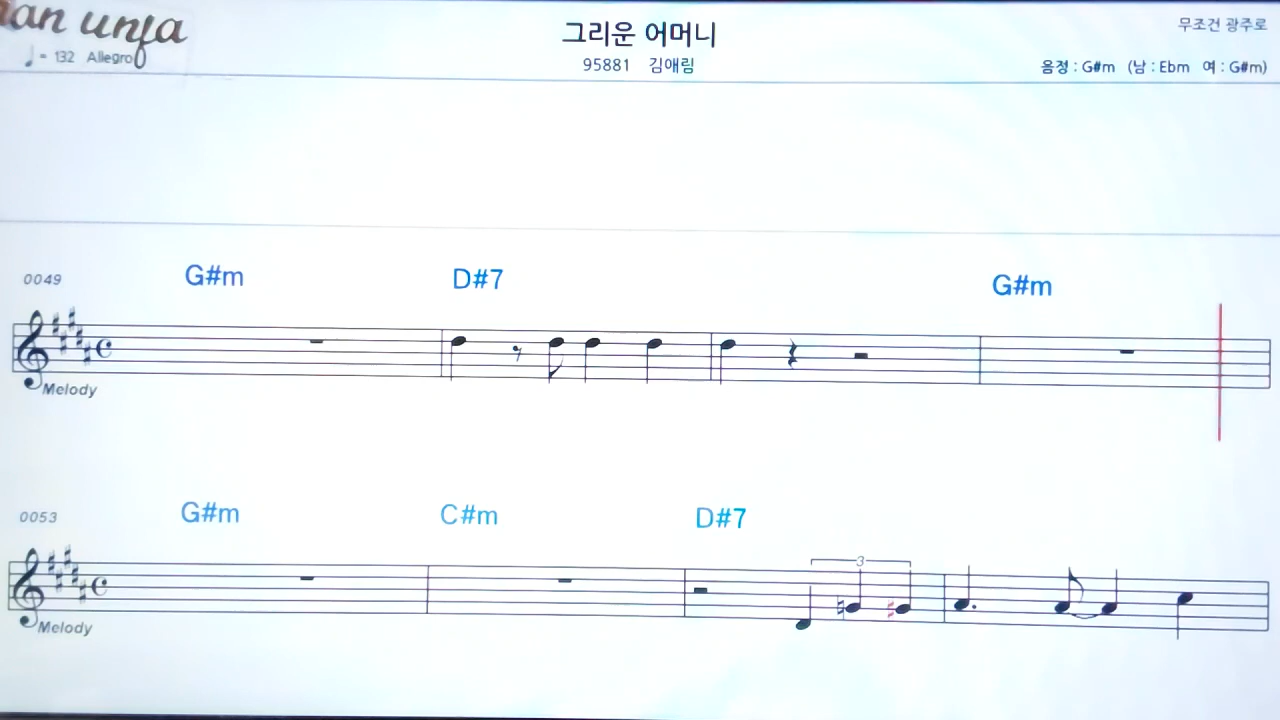 unja
♩ = 132 Allegro
그리운 어머니
95881 김애림
무조건 광주로
음정 : G#m (남 : Ebm 여 : G#m)
0049 G#m D#7 G#m
Melody
0053 G#m C#m D#7
3
Melody